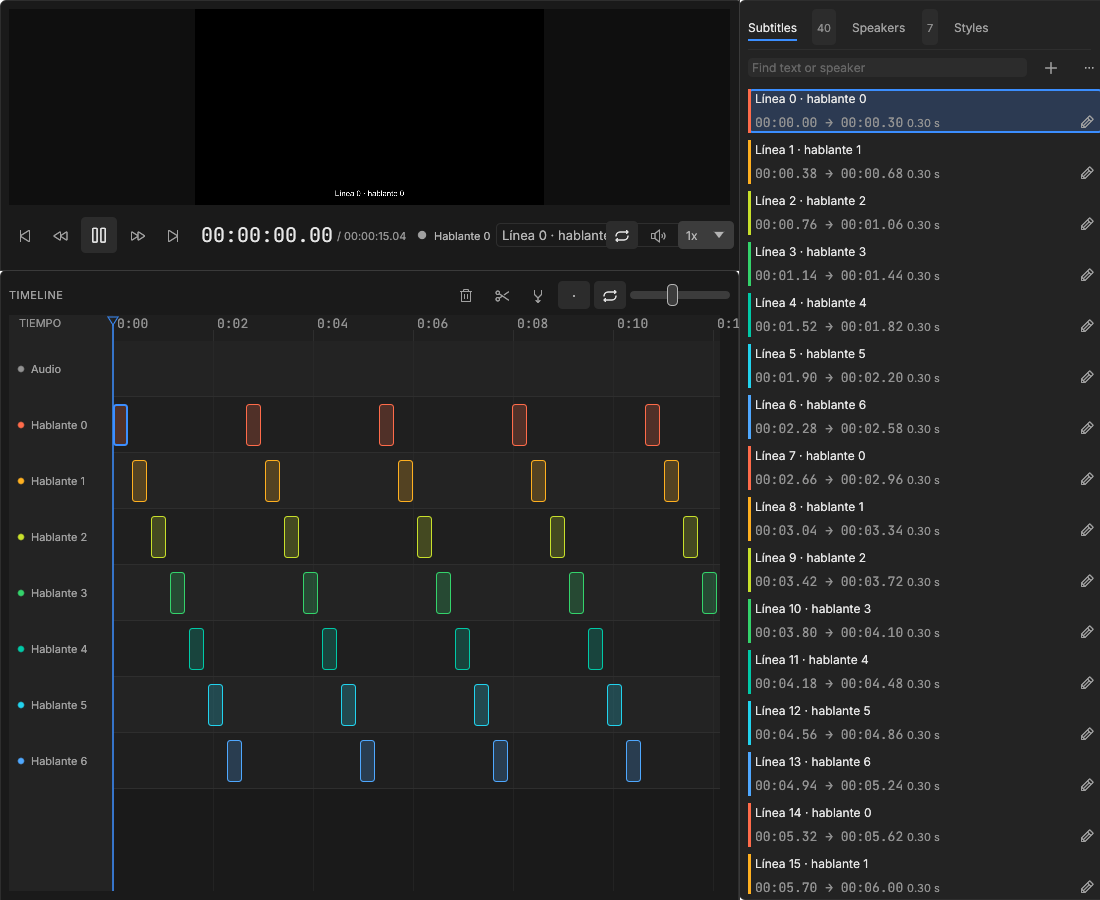 Línea 0 · hablante 0
00:00:00.00 / 00:00:15.04 Hablante 0 Línea 0 · hablante 1x
TIMELINE
TIEMPO 0:00 0:02 0:04 0:06 0:08 0:10 0:1
Audio
Hablante 0
Hablante 1
Hablante 2
Hablante 3
Hablante 4
Hablante 5
Hablante 6
Subtitles 40 Speakers 7 Styles
Find text or speaker
Línea 0 · hablante 0
00:00.00 → 00:00.30 0.30 s
Línea 1 · hablante 1
00:00.38 → 00:00.68 0.30 s
Línea 2 · hablante 2
00:00.76 → 00:01.06 0.30 s
Línea 3 · hablante 3
00:01.14 → 00:01.44 0.30 s
Línea 4 · hablante 4
00:01.52 → 00:01.82 0.30 s
Línea 5 · hablante 5
00:01.90 → 00:02.20 0.30 s
Línea 6 · hablante 6
00:02.28 → 00:02.58 0.30 s
Línea 7 · hablante 0
00:02.66 → 00:02.96 0.30 s
Línea 8 · hablante 1
00:03.04 → 00:03.34 0.30 s
Línea 9 · hablante 2
00:03.42 → 00:03.72 0.30 s
Línea 10 · hablante 3
00:03.80 → 00:04.10 0.30 s
Línea 11 · hablante 4
00:04.18 → 00:04.48 0.30 s
Línea 12 · hablante 5
00:04.56 → 00:04.86 0.30 s
Línea 13 · hablante 6
00:04.94 → 00:05.24 0.30 s
Línea 14 · hablante 0
00:05.32 → 00:05.62 0.30 s
Línea 15 · hablante 1
00:05.70 → 00:06.00 0.30 s